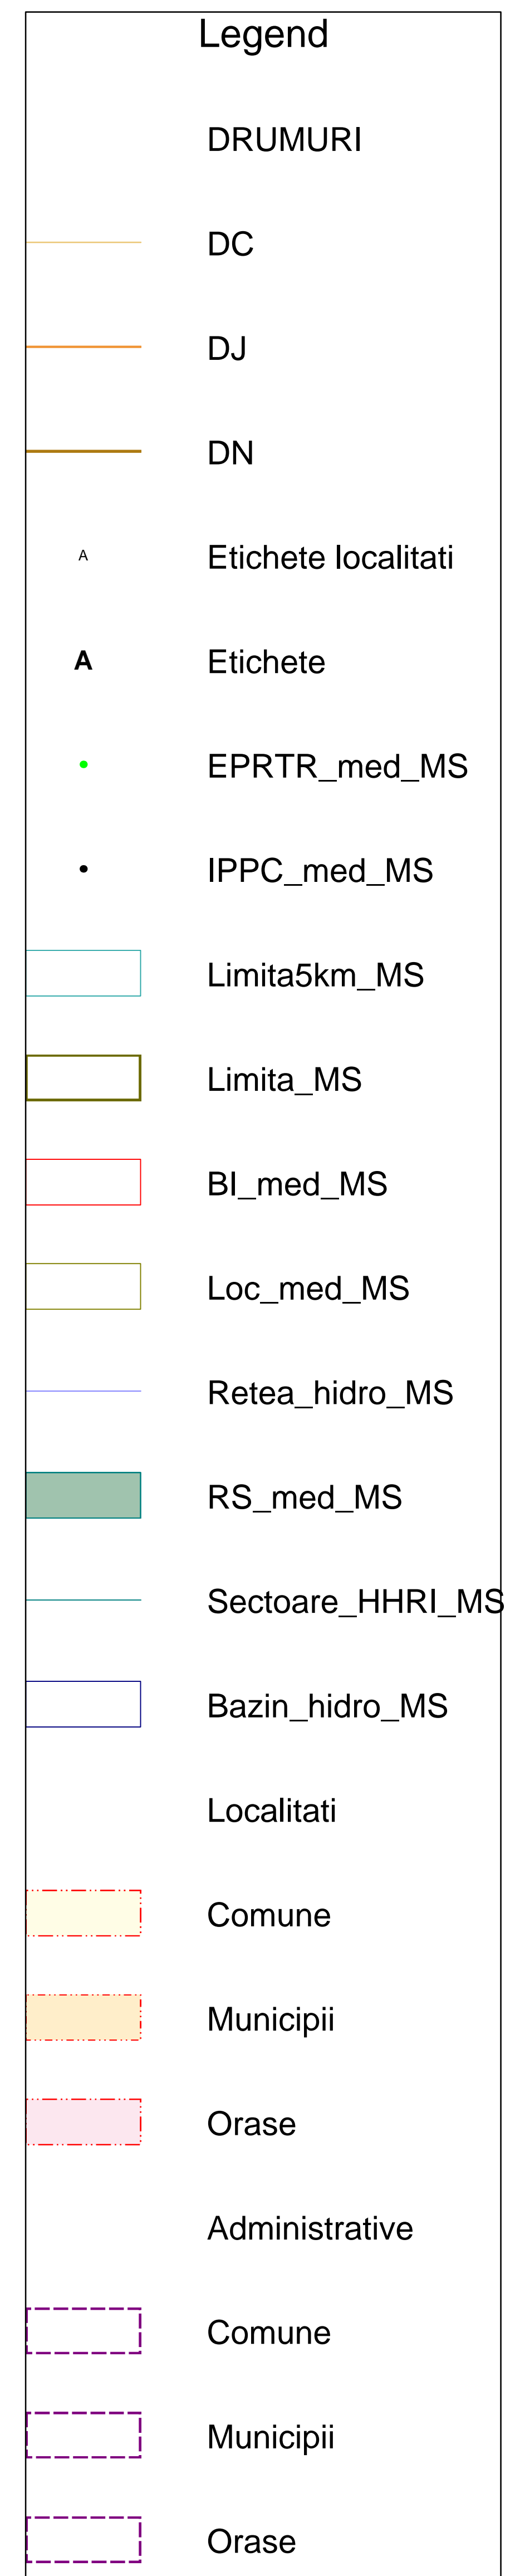 Legend
DRUMURI
DC
DJ
DN
A Etichete localitati
A Etichete
EPRTR_med_MS
IPPC_med_MS
Limita5km_MS
Limita_MS
BI_med_MS
Loc_med_MS
Retea_hidro_MS
RS_med_MS
Sectoare_HHRI_MS
Bazin_hidro_MS
Localitati
Comune
Municipii
Orase
Administrative
Comune
Municipii
Orase